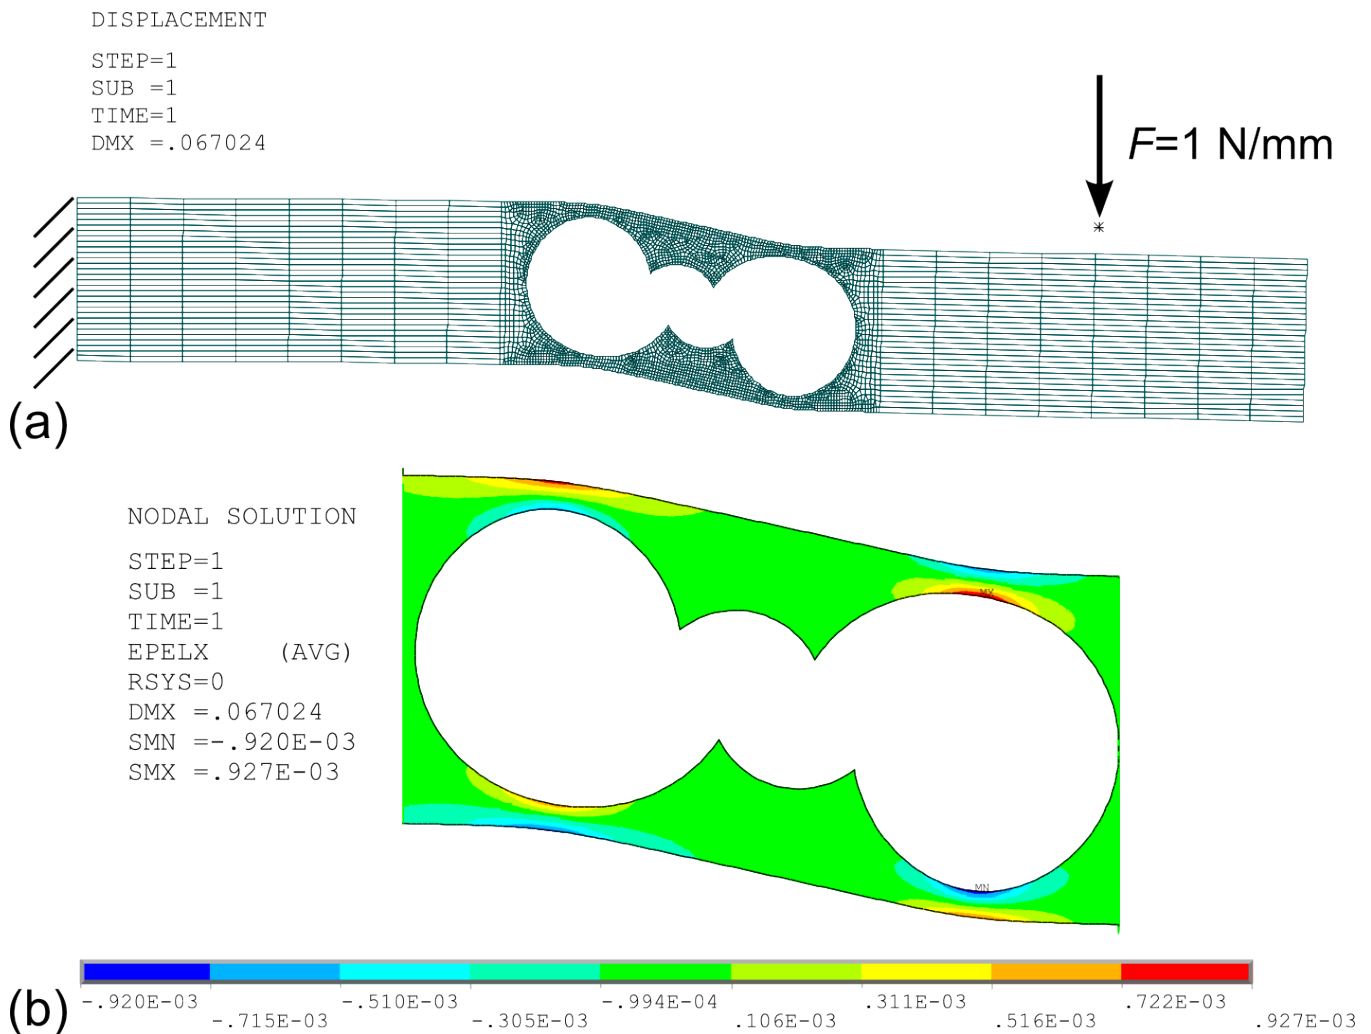 DISPLACEMENT
STEP=1
SUB =1
TIME=1
DMX =.067024
F=1 N/mm
(a)
NODAL SOLUTION
STEP=1
SUB =1
TIME=1
EPELX (AVG)
RSYS=0
DMX =.067024
SMN =-.920E-03
SMX =.927E-03
MX
MN
(b)
-.920E-03 -.510E-03 -.994E-04 .311E-03 .722E-03
-.715E-03 -.305E-03 .106E-03 .516E-03 .927E-03